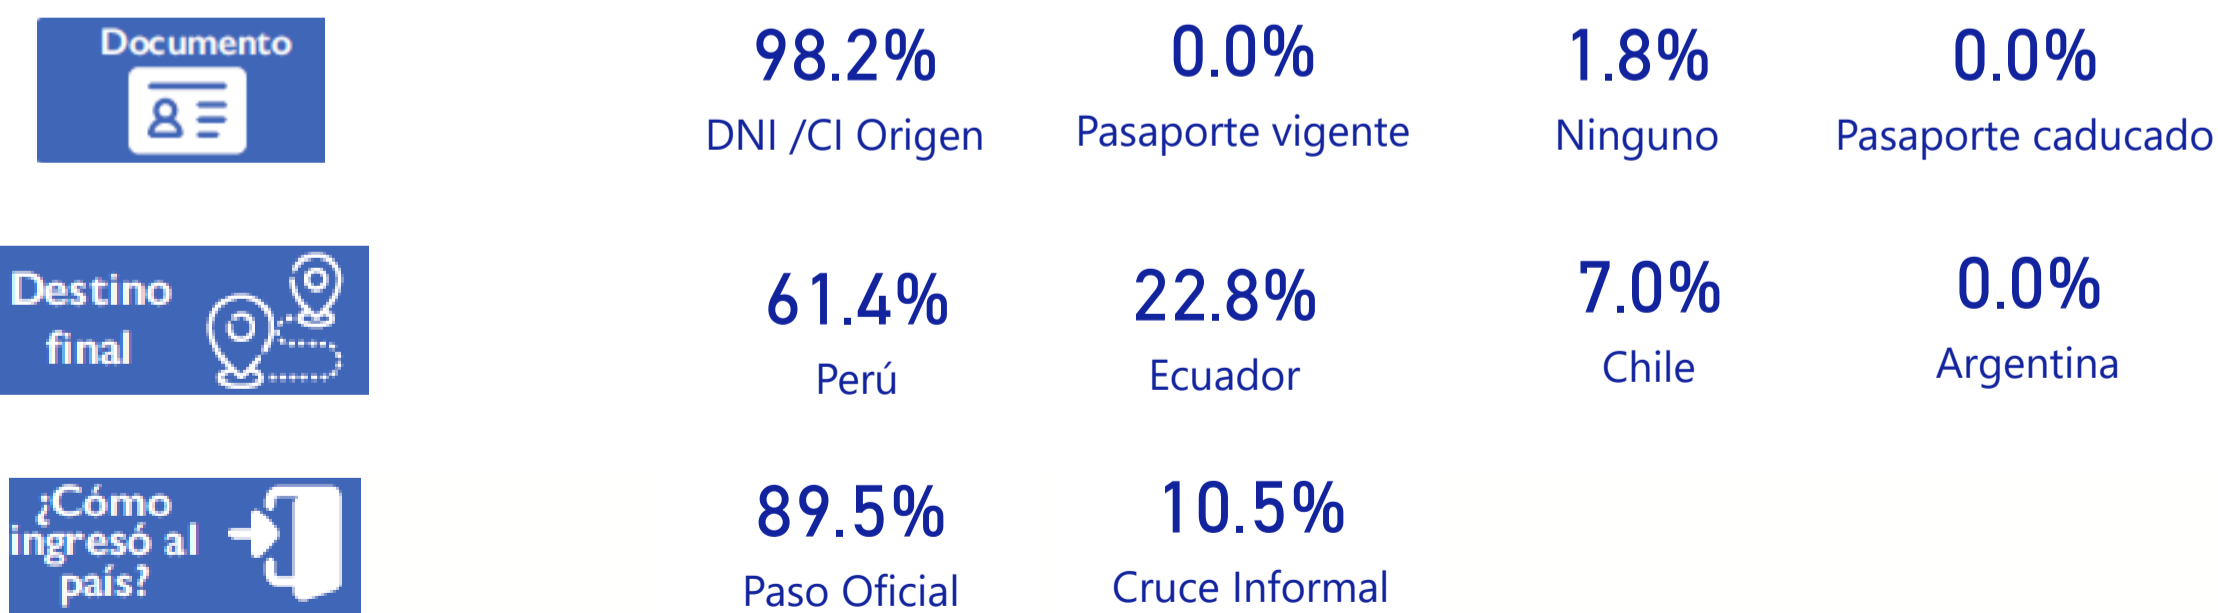 Documento
98.2% 0.0% 1.8% 0.0%
DNI /CI Origen Pasaporte vigente Ninguno Pasaporte caducado
Destino
final
61.4% 22.8% 7.0% 0.0%
Perú Ecuador Chile Argentina
¿Cómo
ingresó al
país?
89.5% 10.5%
Paso Oficial Cruce Informal